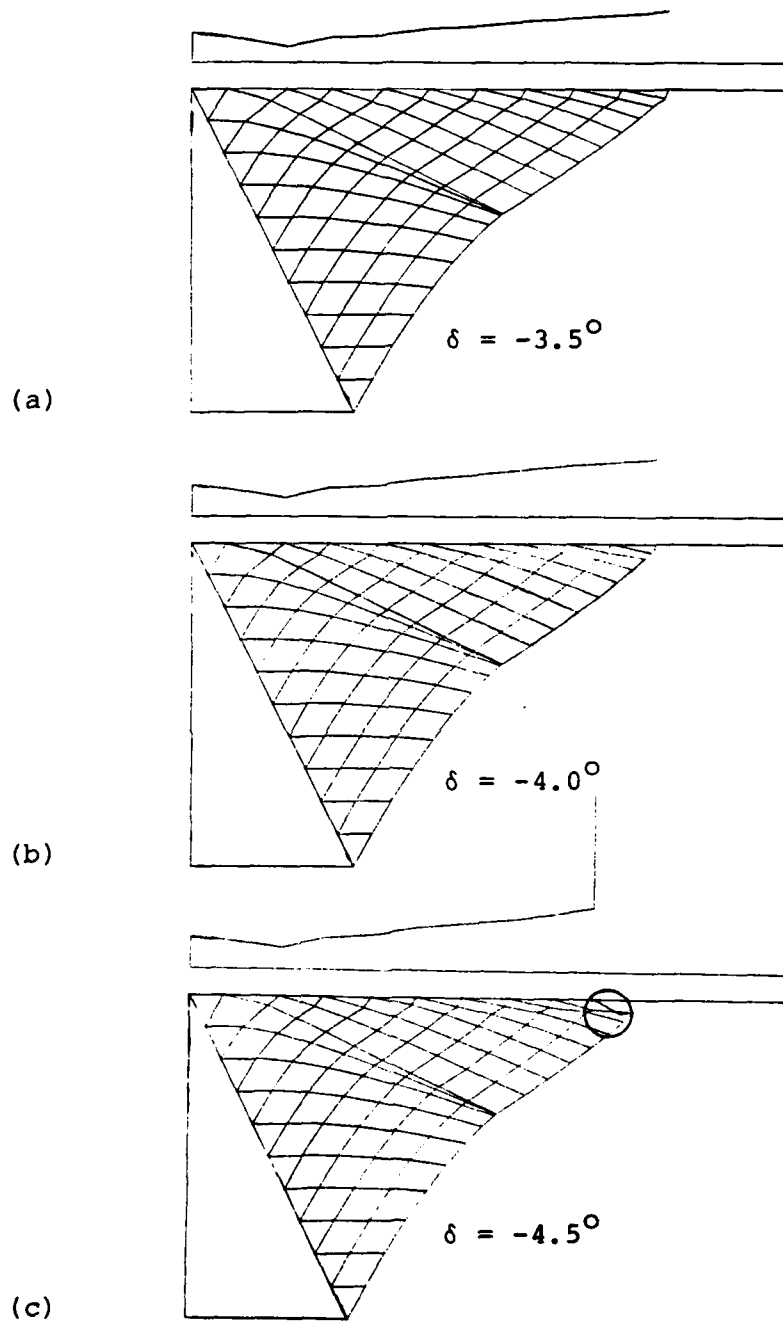 δ = -3.5°
(a)
δ = -4.0°
(b)
δ = -4.5°
(c)